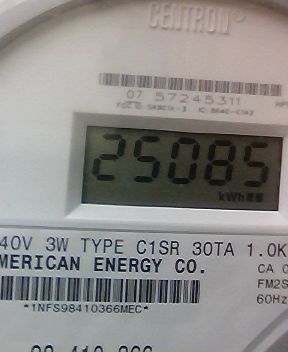 CENTRON®
07 57245311
25085
kWh
40V 3W TYPE C1SR 30TA 1.0K
MERICAN ENERGY CO.
CA 0
FM2S
60Hz
*1NFS98410366MEC*